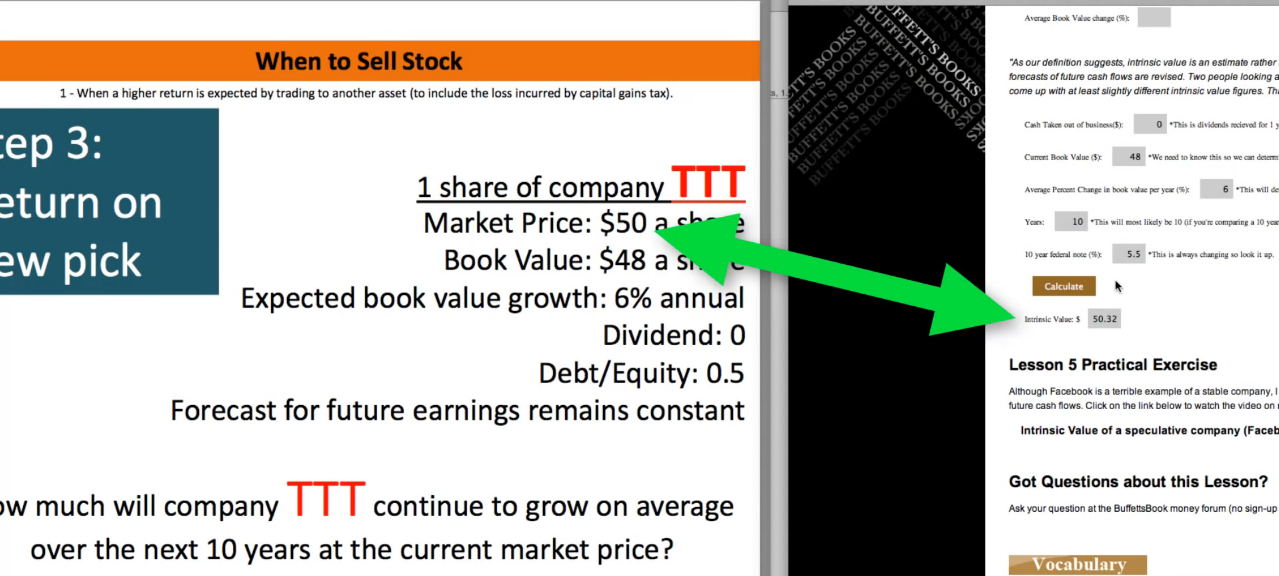 When to Sell Stock
1 - When a higher return is expected by trading to another asset (to include the loss incurred by capital gains tax).
tep 3:
eturn on
ew pick
1 share of company TTT
Market Price: $50 a share
Book Value: $48 a
Expected book value growth: 6% annual
Dividend: 0
Debt/Equity: 0.5
Forecast for future earnings remains constant
ow much will company TTT continue to grow on average
over the next 10 years at the current market price?
s, 1
BUFFETT'S BOOKS
BUFFETT'S BOOKS
BUFFETT'S BOOKS
Average Book Value change (%):
"As our definition suggests, intrinsic value is an estimate rather
forecasts of future cash flows are revised. Two people looking a
come up with at least slightly different intrinsic value figures. Th
Cash Taken out of business($): 0 *This is dividends recieved for 1 y
Current Book Value ($): 48 *We need to know this so we can determ
Average Percent Change in book value per year (%): 6 *This will de
Years: 10 *This will most likely be 10 (if you're comparing a 10 year
10 year federal note (%): 5.5 *This is always changing so look it up.
Calculate
Intrinsic Value: $ 50.32
Lesson 5 Practical Exercise
Although Facebook is a terrible example of a stable company, I
future cash flows. Click on the link below to watch the video on
Intrinsic Value of a speculative company (Faceb
Got Questions about this Lesson?
Ask your question at the BuffettsBook money forum (no sign-up
Vocabulary